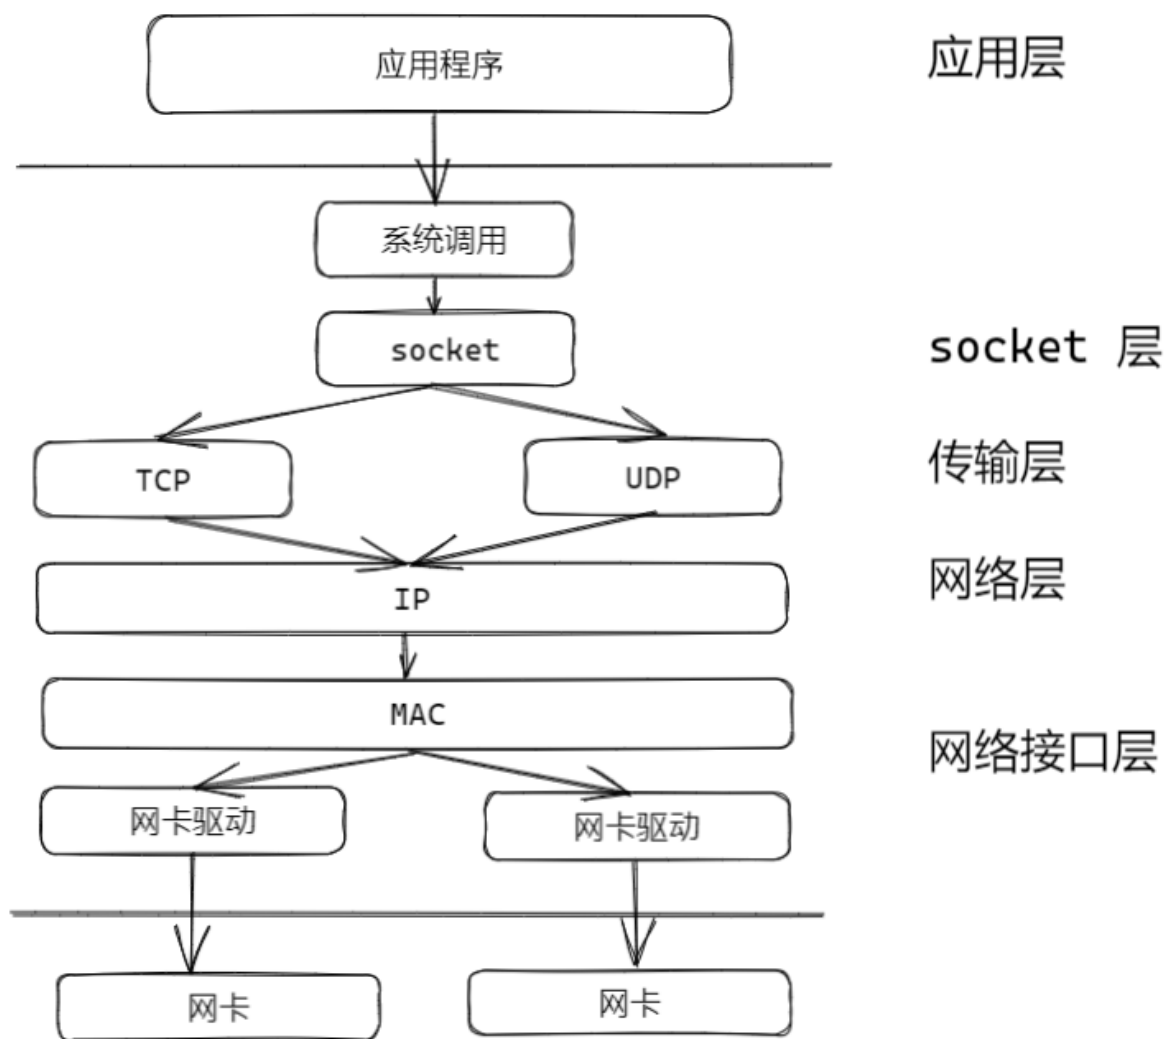 应用程序
应用层
系统调用
socket
socket 层
TCP
UDP
传输层
IP
网络层
MAC
网络接口层
网卡驱动
网卡驱动
网卡
网卡